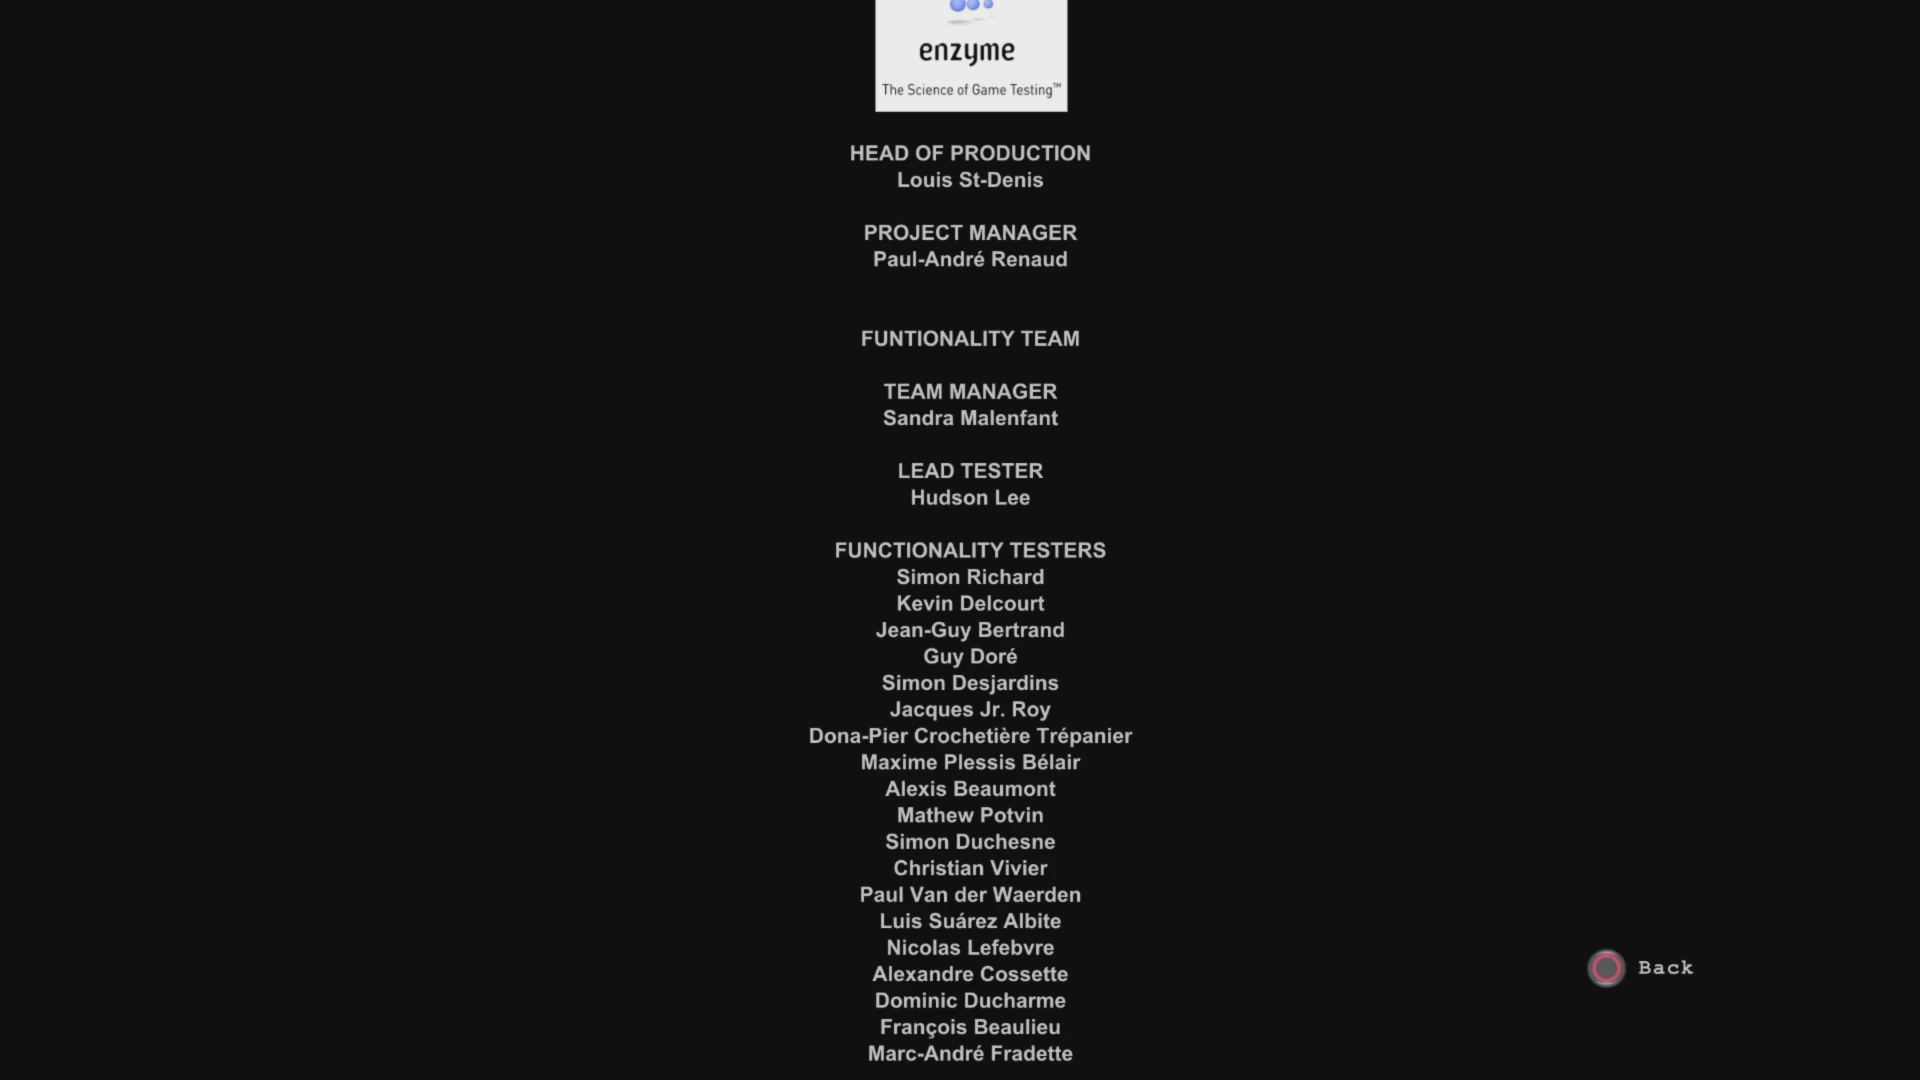 enzyme
The Science of Game Testing™
HEAD OF PRODUCTION
Louis St-Denis
PROJECT MANAGER
Paul-André Renaud
FUNTIONALITY TEAM
TEAM MANAGER
Sandra Malenfant
LEAD TESTER
Hudson Lee
FUNCTIONALITY TESTERS
Simon Richard
Kevin Delcourt
Jean-Guy Bertrand
Guy Doré
Simon Desjardins
Jacques Jr. Roy
Dona-Pier Crochetière Trépanier
Maxime Plessis Bélair
Alexis Beaumont
Mathew Potvin
Simon Duchesne
Christian Vivier
Paul Van der Waerden
Luis Suárez Albite
Nicolas Lefebvre
Alexandre Cossette
Dominic Ducharme
François Beaulieu
Marc-André Fradette
Back